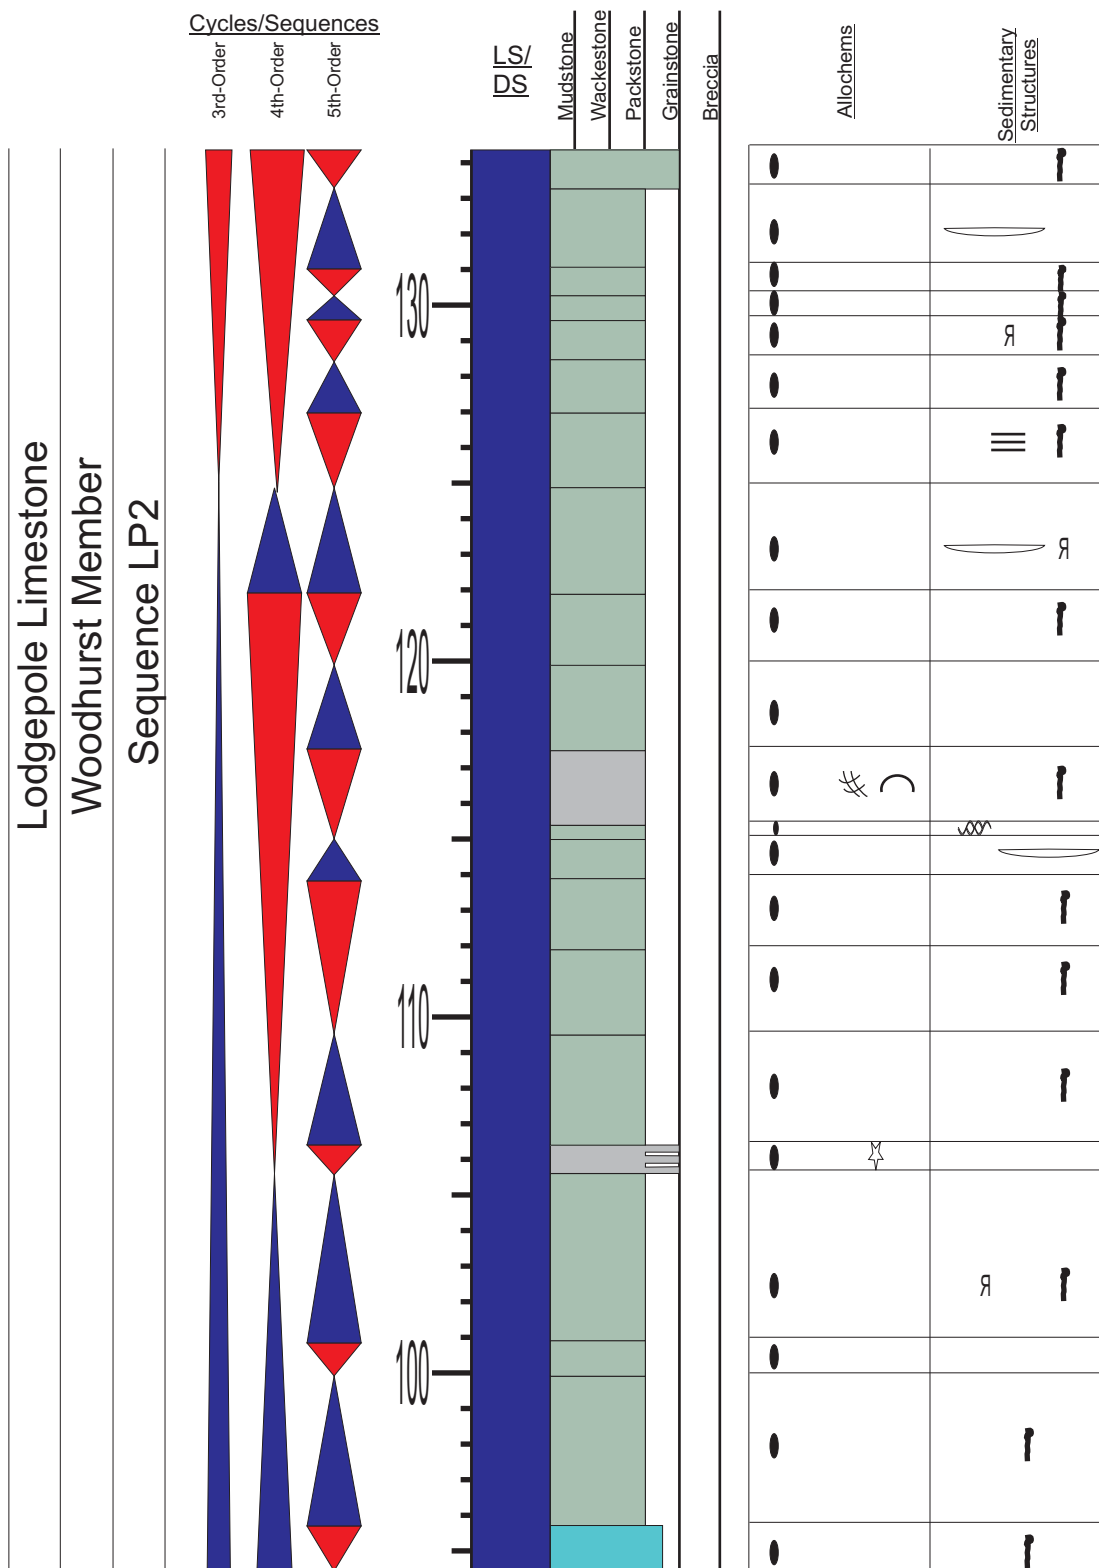 Cycles/Sequences
3rd-Order
4th-Order
5th-Order
LS/
DS
Mudstone
Wackestone
Packstone
Grainstone
Breccia
Allochems
Sedimentary
Structures
Lodgepole Limestone
Woodhurst Member
Sequence LP2
130
120
110
100
R
R
R